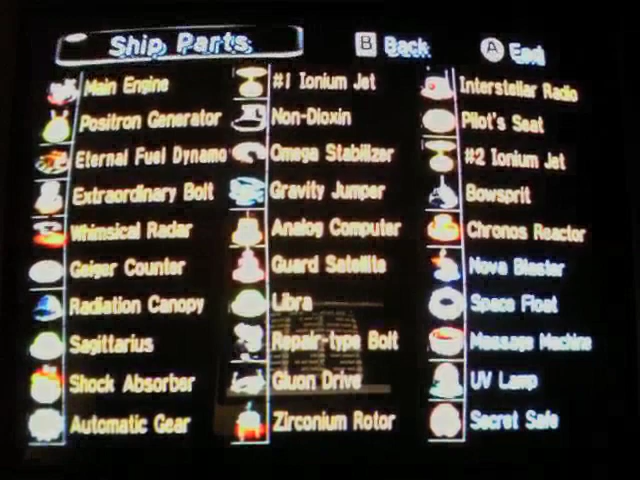 Ship Parts
B Back
A End
Main Engine
Positron Generator
Eternal Fuel Dynamo
Extraordinary Bolt
Whimsical Radar
Geiger Counter
Radiation Canopy
Sagittarius
Shock Absorber
Automatic Gear
#1 Ionium Jet
Non-Dioxin
Omega Stabilizer
Gravity Jumper
Analog Computer
Guard Satellite
Libra
Repair-type Bolt
Gluon Drive
Zirconium Rotor
Interstellar Radio
Pilot's Seat
#2 Ionium Jet
Bowsprit
Chronos Reactor
Nova Blaster
Space Float
Massage Machine
UV Lamp
Secret Safe